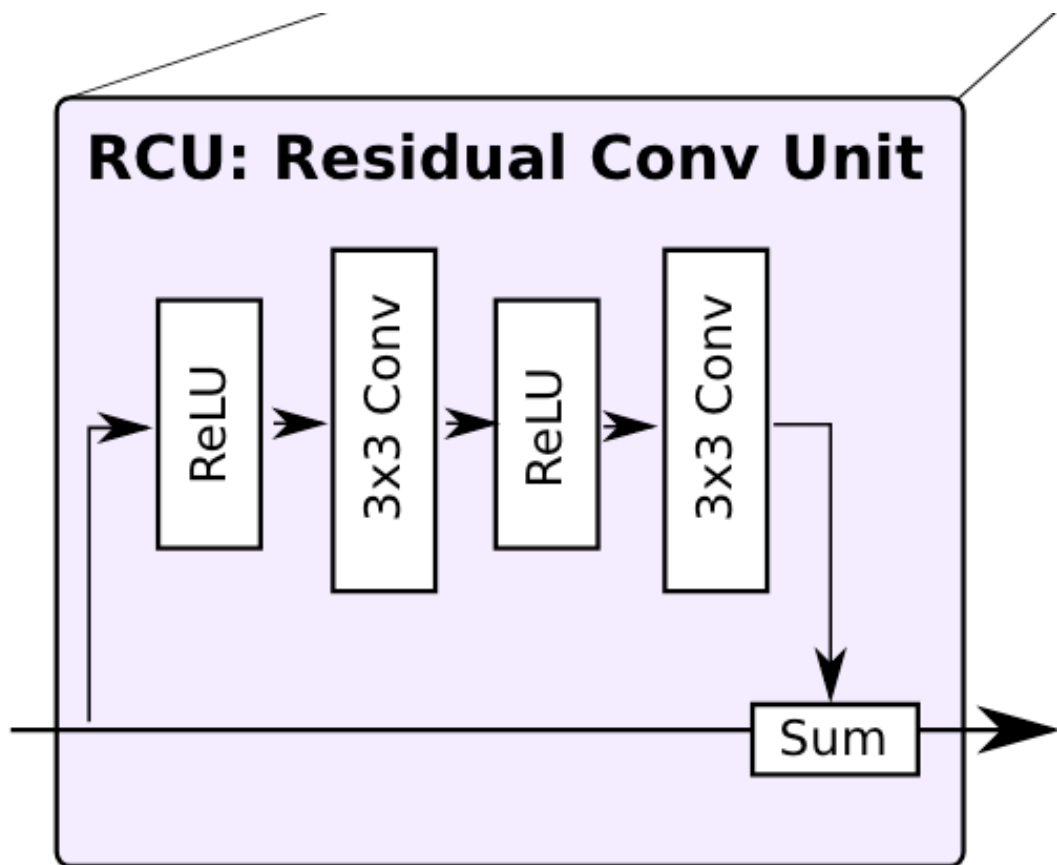 RCU: Residual Conv Unit
ReLU
3x3 Conv
ReLU
3x3 Conv
Sum